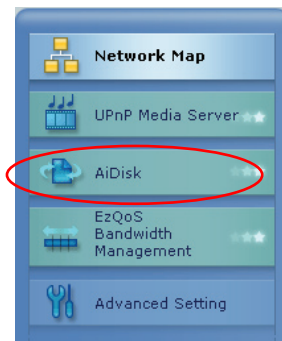 Network Map
UPnP Media Server
AiDisk
EzQoS
Bandwidth
Management
Advanced Setting